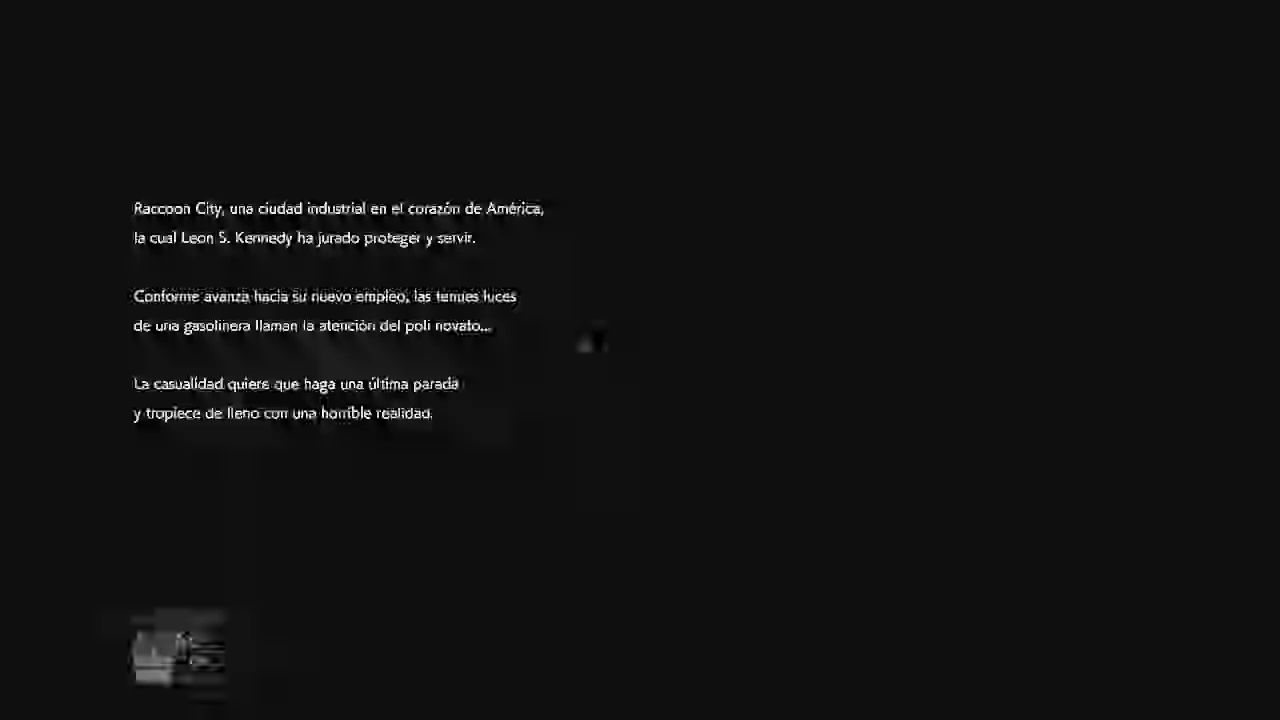 Raccoon City, una ciudad industrial en el corazón de América,
la cual Leon S. Kennedy ha jurado proteger y servir.
Conforme avanza hacia su nuevo empleo, las tenues luces
de una gasolinera llaman la atención del poli novato...
La casualidad quiere que haga una última parada
y tropiece de lleno con una horrible realidad.